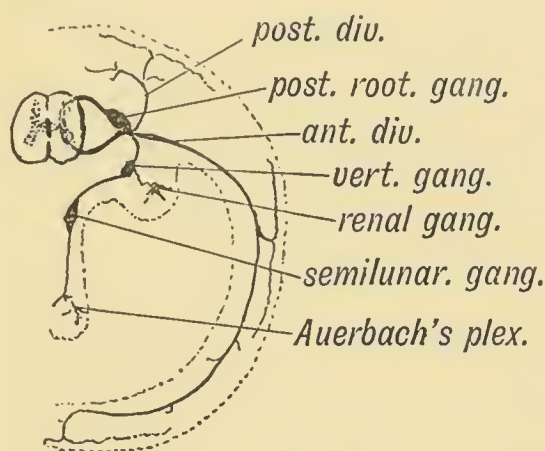 post. div.
post. root. gang.
ant. div.
vert. gang.
renal gang.
semilunar. gang.
Auerbach's plex.